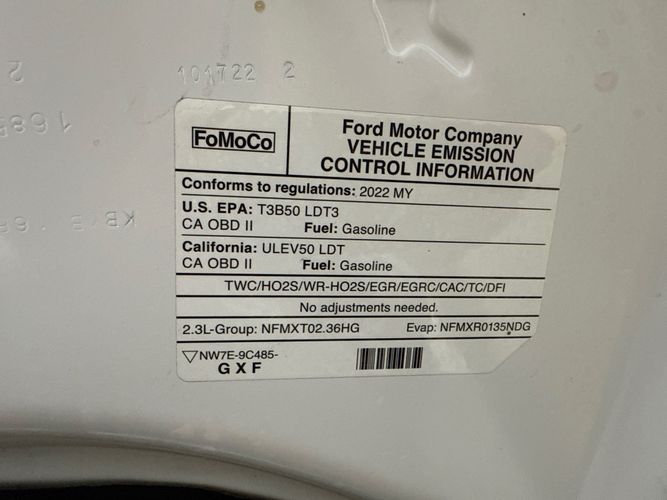 101722 2
FoMoCo
Ford Motor Company
VEHICLE EMISSION
CONTROL INFORMATION
Conforms to regulations: 2022 MY
U.S. EPA: T3B50 LDT3
CA OBD II Fuel: Gasoline
California: ULEV50 LDT
CA OBD II Fuel: Gasoline
TWC/HO2S/WR-HO2S/EGR/EGRC/CAC/TC/DFI
No adjustments needed.
2.3L-Group: NFMXT02.36HG Evap: NFMXR0135NDG
NW7E-9C485-
G X F